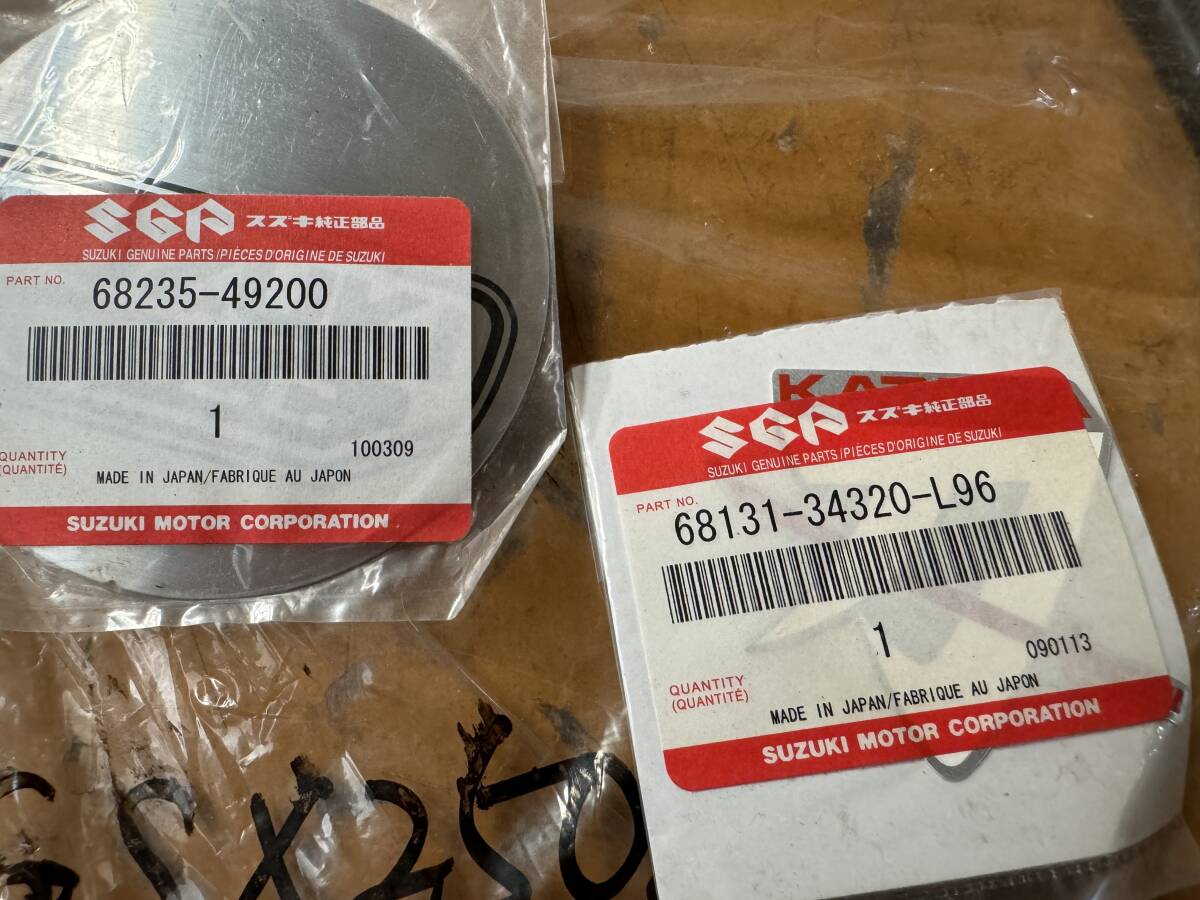 SGP スズキ純正部品
SUZUKI GENUINE PARTS/PIÈCES D'ORIGINE DE SUZUKI
PART NO.
68235-49200
1
QUANTITY
(QUANTITÉ)
100309
MADE IN JAPAN/FABRIQUE AU JAPON
SUZUKI MOTOR CORPORATION
SGP スズキ純正部品
SUZUKI GENUINE PARTS/PIÈCES D'ORIGINE DE SUZUKI
PART NO.
68131-34320-L96
1
QUANTITY
(QUANTITÉ)
090113
MADE IN JAPAN/FABRIQUE AU JAPON
SUZUKI MOTOR CORPORATION
GSX250